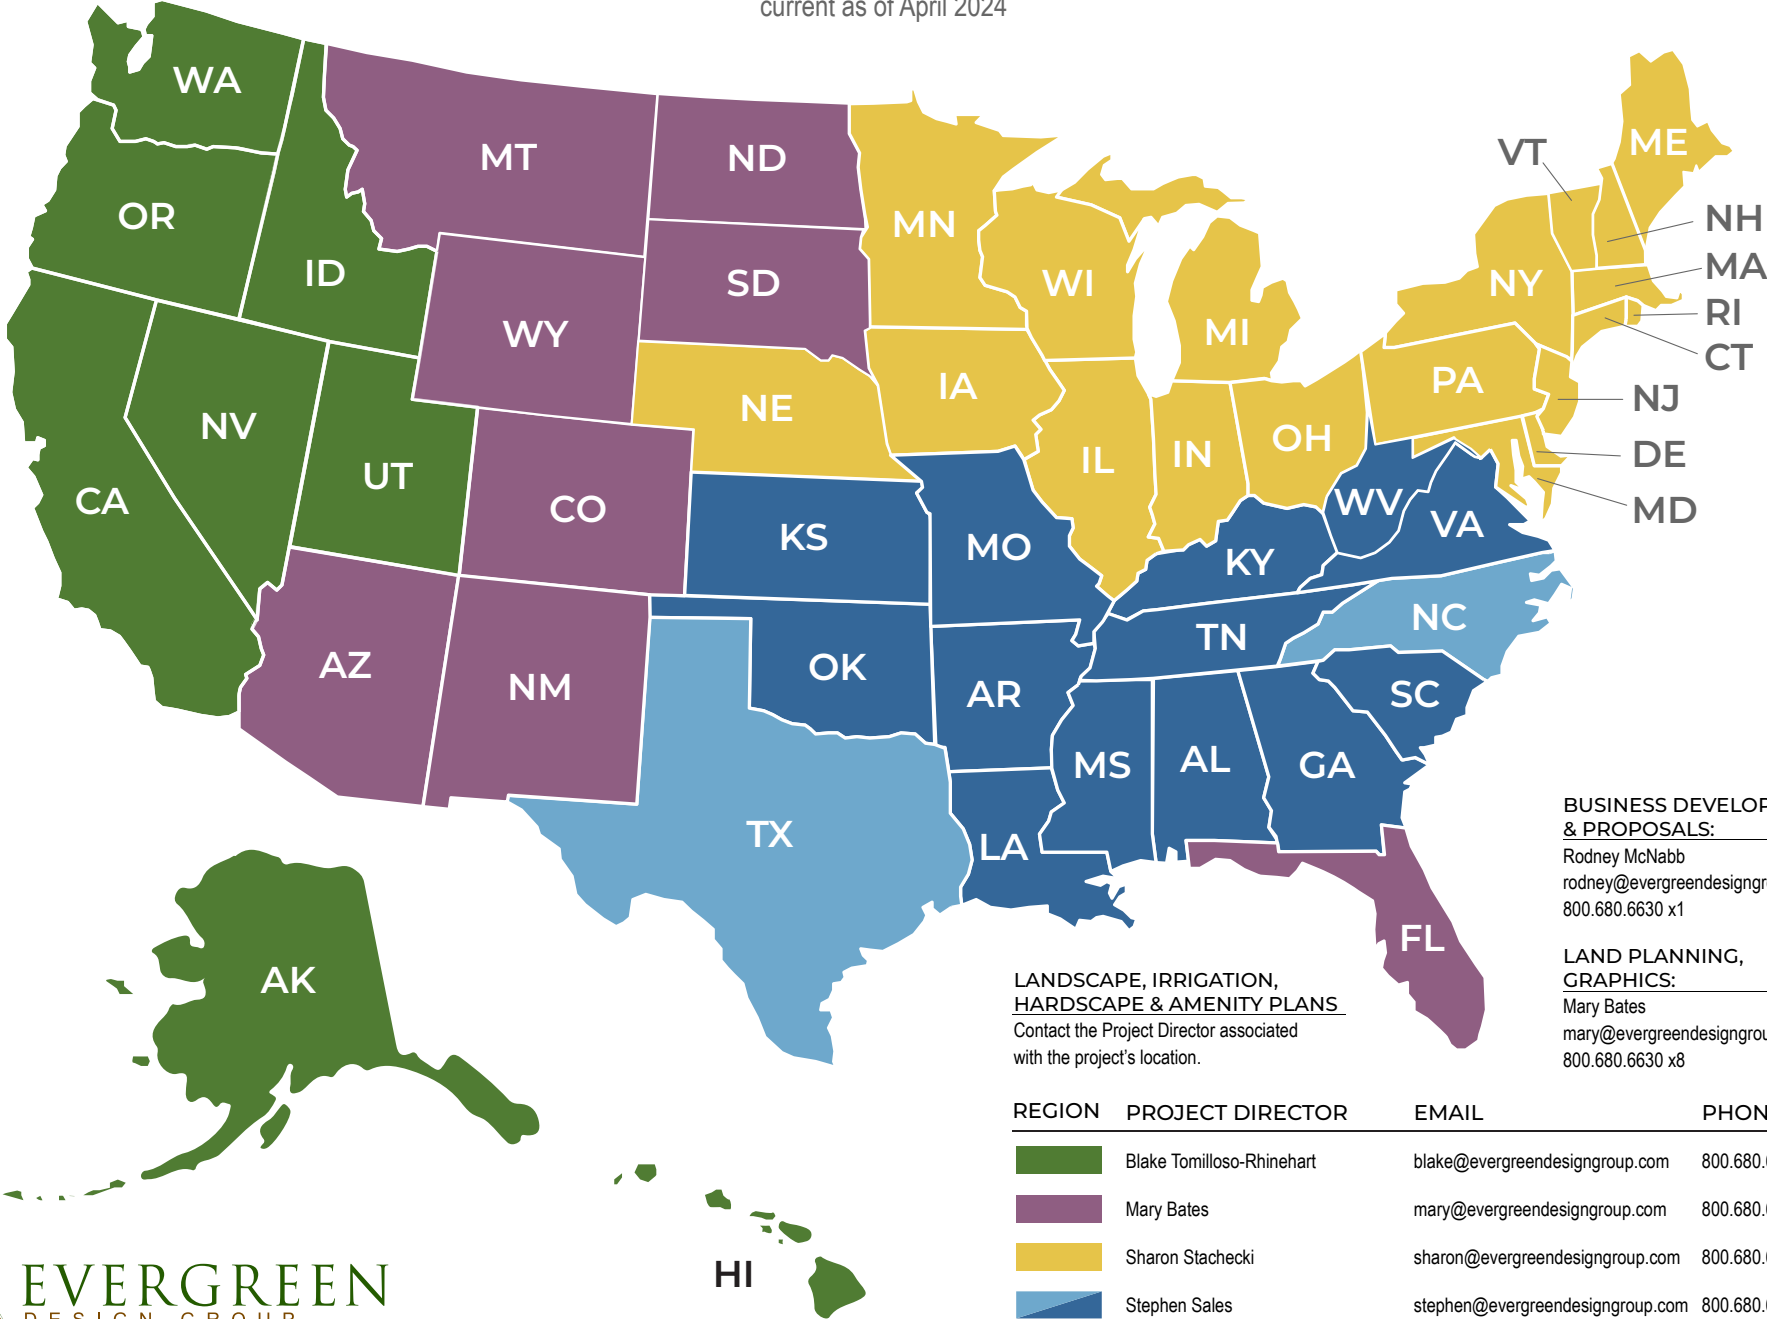 current as of April 2024
WA
OR
ID
MT
ND
SD
WY
MN
WI
MI
IA
NE
IL
IN
OH
PA
NY
VT
ME
NH
MA
RI
CT
NJ
DE
MD
CA
NV
UT
CO
KS
MO
KY
WV
VA
NC
TN
SC
AZ
NM
OK
AR
TX
LA
MS
AL
GA
FL
AK
HI
BUSINESS
& PROPOSALS:
Rodney McNabb
800.680.6630 x1
LAND PLANNING,
GRAPHICS:
Mary Bates
800.680.6630 x8
LANDSCAPE, IRRIGATION,
HARDSCAPE & AMENITY PLANS
Contact the Project Director associated
with the project's location.
REGION PROJECT DIRECTOR EMAIL
Blake Tomilloso-Rhinehart blake@evergreendesigngroup.com
Mary Bates mary@evergreendesigngroup.com
Sharon Stachecki sharon@evergreendesigngroup.com
Stephen Sales stephen@evergreendesigngroup.com
EVERGREEN
DESIGN GROUP